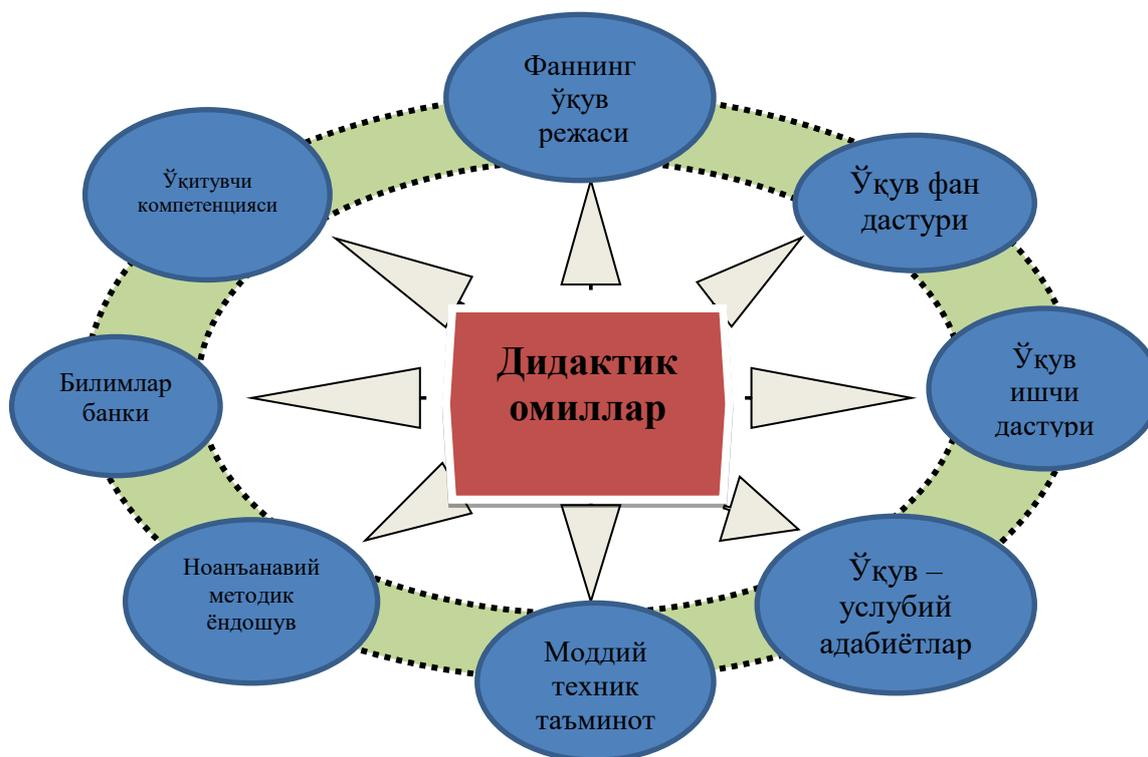 Фаннинг
ўқув
режаси
Ўқитувчи
компетенцияси
Ўқув фан
дастури
Дидактик
омиллар
Ўқув
ишчи
дастури
Билимлар
банки
Ноанъанавий
методик
ёндошув
Ўқув –
услубий
адабиётлар
Моддий
техник
таъминот